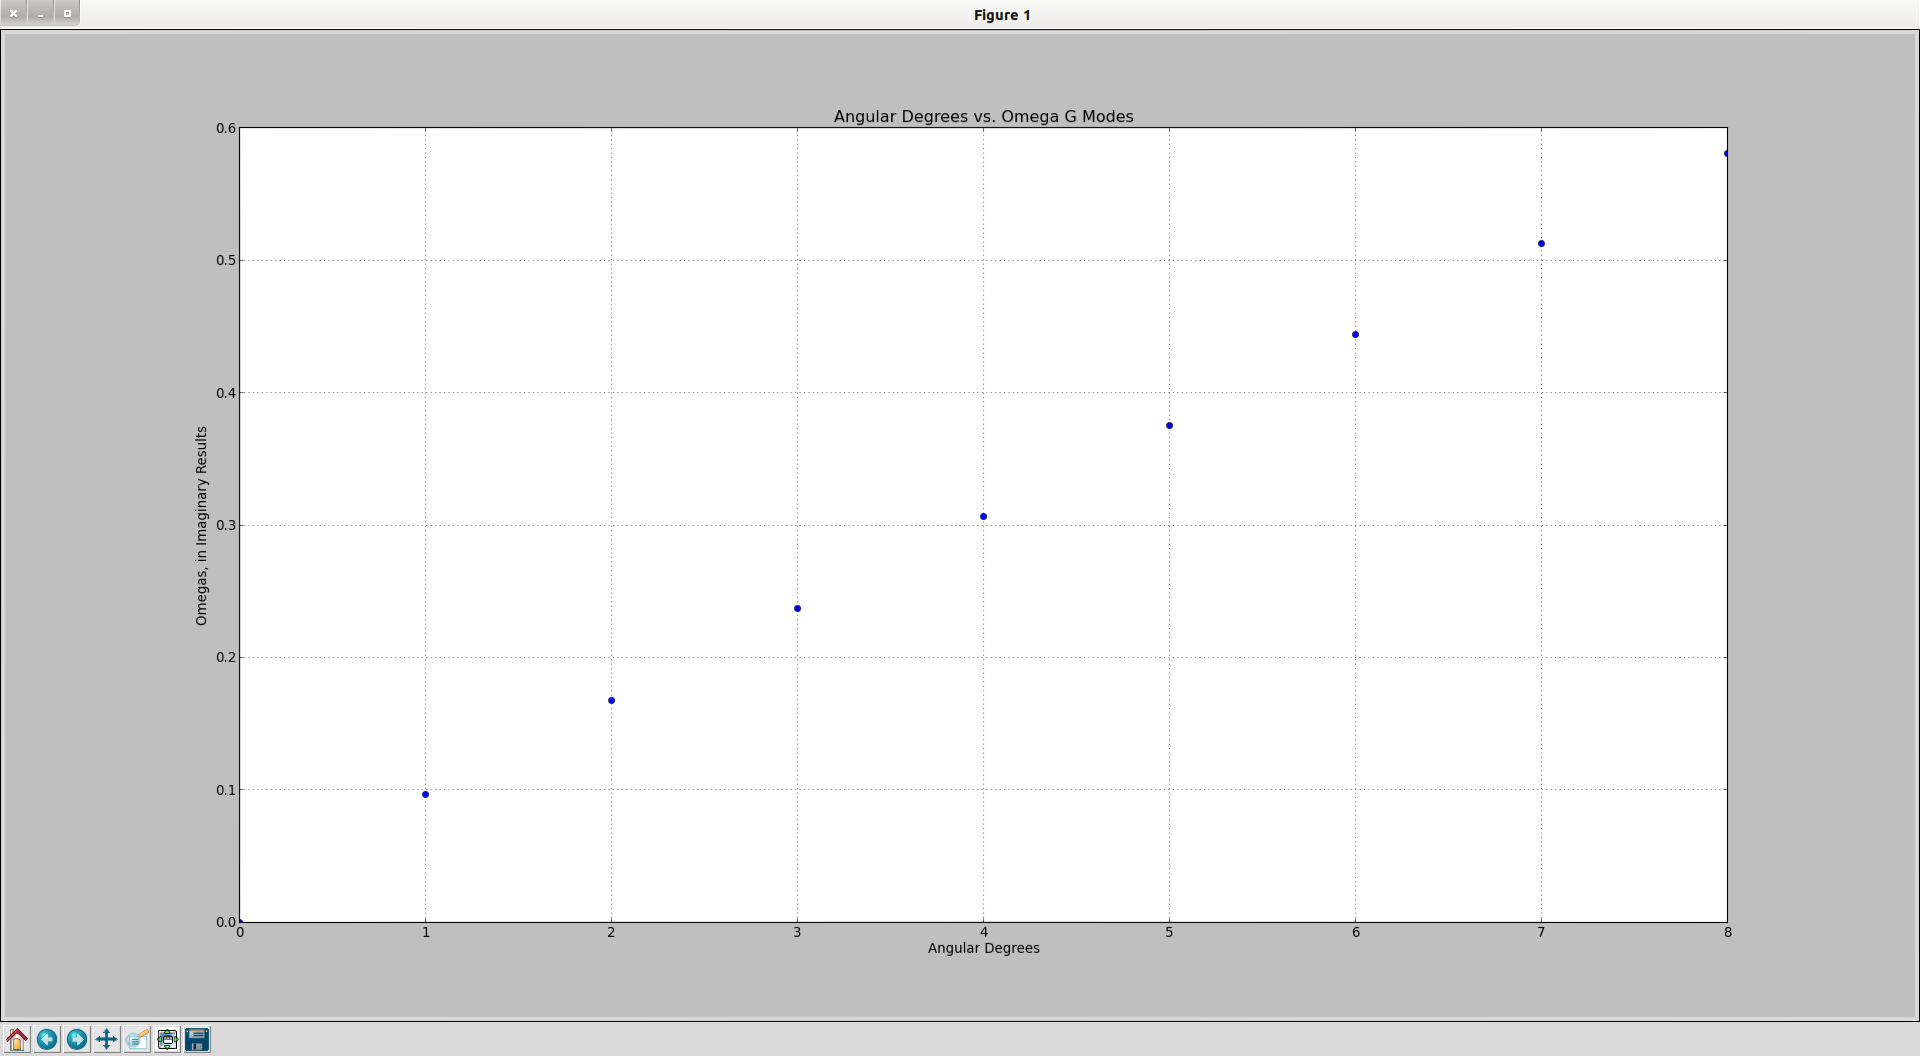 Figure 1
Angular Degrees vs. Omega G Modes
0.6
0.5
0.4
0.3
0.2
0.1
0.0
Omegas, in Imaginary Results
0 1 2 3 4 5 6 7 8
Angular Degrees